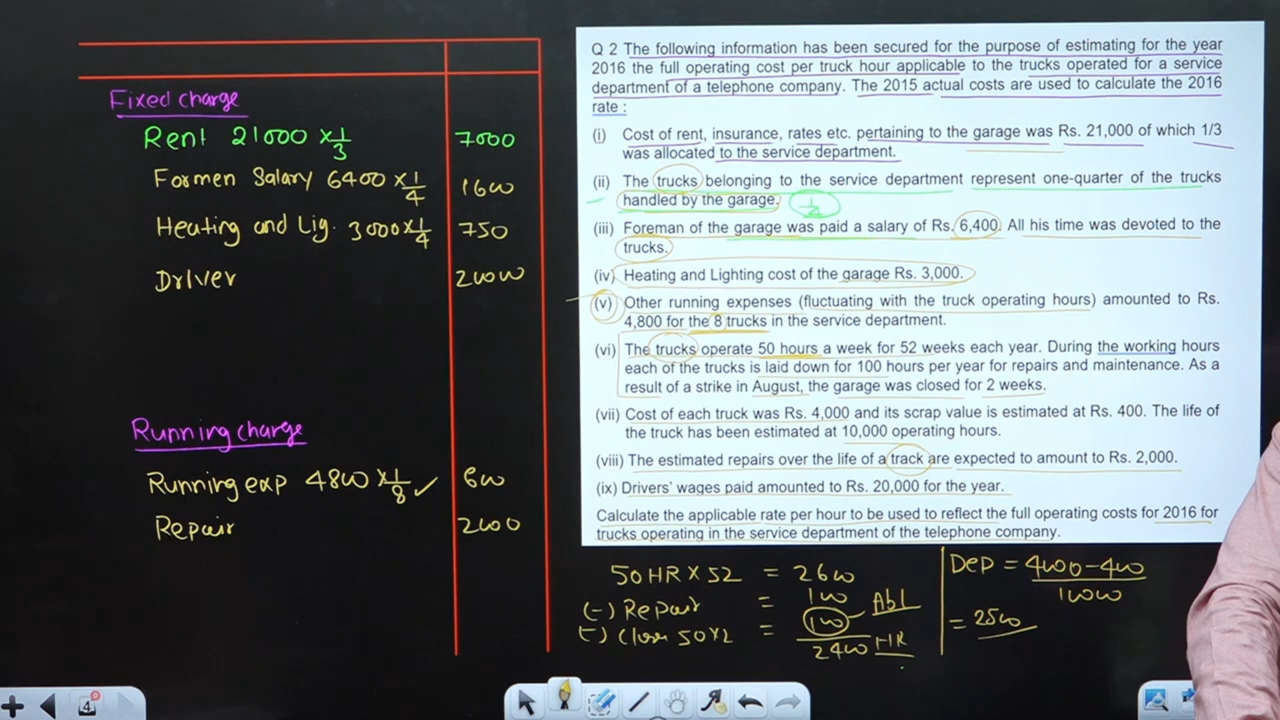 Fixed charge
Rent 21000 × 1/3 7000
Formen Salary 6400 × 1/4 1600
Heating and Lig. 3000 × 1/4 750
Driver 20000
Running charge
Running exp 4800 × 1/8 ✓ 600
Repair 2000
Q 2 The following information has been secured for the purpose of estimating for the year
2016 the full operating cost per truck hour applicable to the trucks operated for a service
department of a telephone company. The 2015 actual costs are used to calculate the 2016
rate :
(i) Cost of rent, insurance, rates etc. pertaining to the garage was Rs. 21,000 of which 1/3
was allocated to the service department.
(ii) The trucks belonging to the service department represent one-quarter of the trucks
handled by the garage.
(iii) Foreman of the garage was paid a salary of Rs. 6,400. All his time was devoted to the
trucks.
(iv) Heating and Lighting cost of the garage Rs. 3,000.
(v) Other running expenses (fluctuating with the truck operating hours) amounted to Rs.
4,800 for the 8 trucks in the service department.
(vi) The trucks operate 50 hours a week for 52 weeks each year. During the working hours
each of the trucks is laid down for 100 hours per year for repairs and maintenance. As a
result of a strike in August, the garage was closed for 2 weeks.
(vii) Cost of each truck was Rs. 4,000 and its scrap value is estimated at Rs. 400. The life of
the truck has been estimated at 10,000 operating hours.
(viii) The estimated repairs over the life of a track are expected to amount to Rs. 2,000.
(ix) Drivers' wages paid amounted to Rs. 20,000 for the year.
Calculate the applicable rate per hour to be used to reflect the full operating costs for 2016 for
trucks operating in the service department of the telephone company.
50 HR × 52 = 2600
(-) Repair = 100
(-) Close 50×2 = 100 Abl
2400 HR
Dep = 4000 - 400
10000
= 2500
4